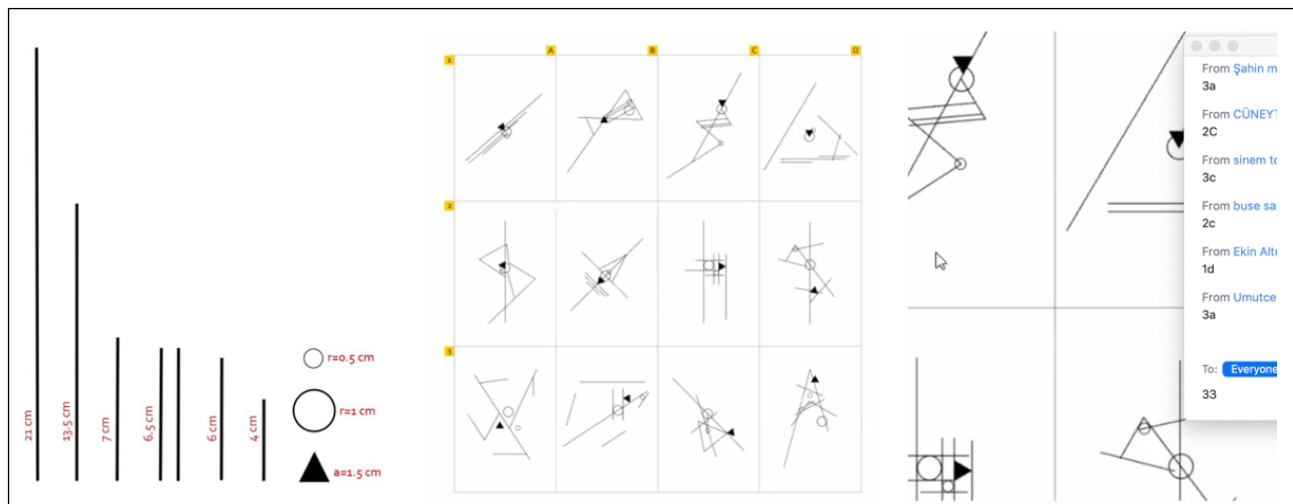 21 cm
13.5 cm
7 cm
6.5 cm
6 cm
4 cm
r=0.5 cm
r=1 cm
a=1.5 cm
A
B
C
D
1
2
3
From Şahin m
3a
From CÜNEYT
2C
From sinem to
3c
From buse sa
2c
From Ekin Altı
1d
From Umutce
3a
To: Everyone
33